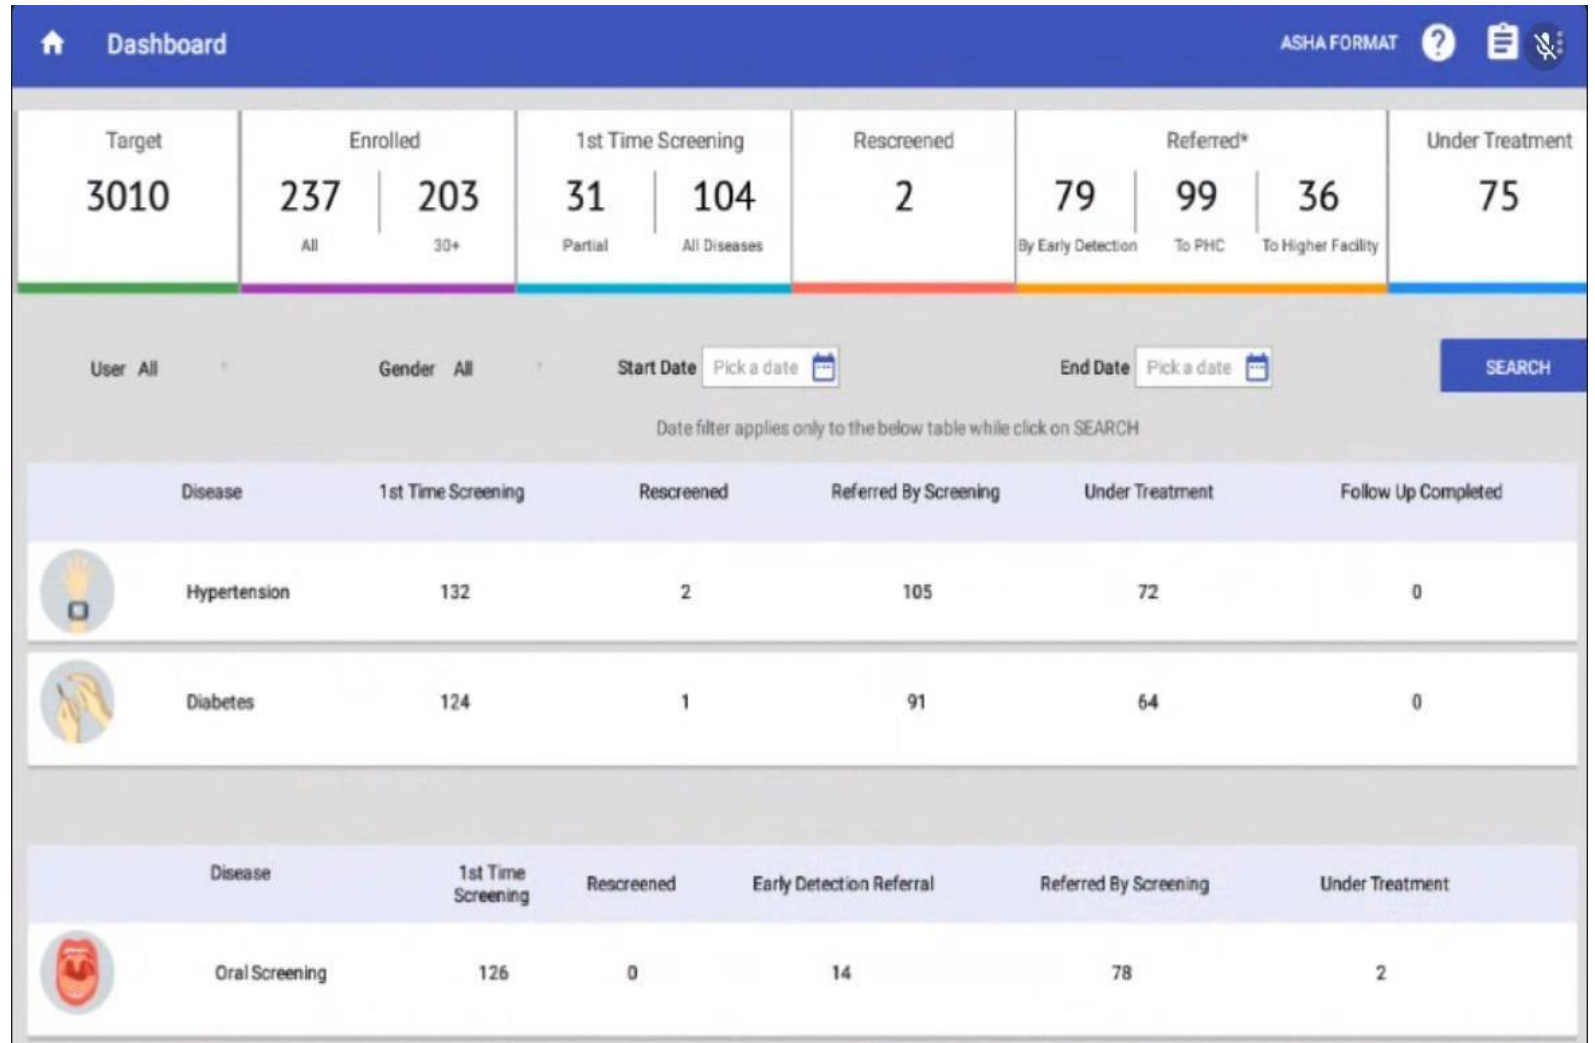 Dashboard
ASHA FORMAT
Target
3010
Enrolled
237 203
All 30+
1st Time Screening
31 104
Partial All Diseases
Rescreened
2
Referred*
79 99 36
By Early Detection To PHC To Higher Facility
Under Treatment
75
User All Gender All Start Date Pick a date End Date Pick a date SEARCH
Date filter applies only to the below table while click on SEARCH
Disease 1st Time Screening Rescreened Referred By Screening Under Treatment Follow Up Completed
Hypertension 132 2 105 72 0
Diabetes 124 1 91 64 0
Disease 1st Time Screening Rescreened Early Detection Referral Referred By Screening Under Treatment
Oral Screening 126 0 14 78 2